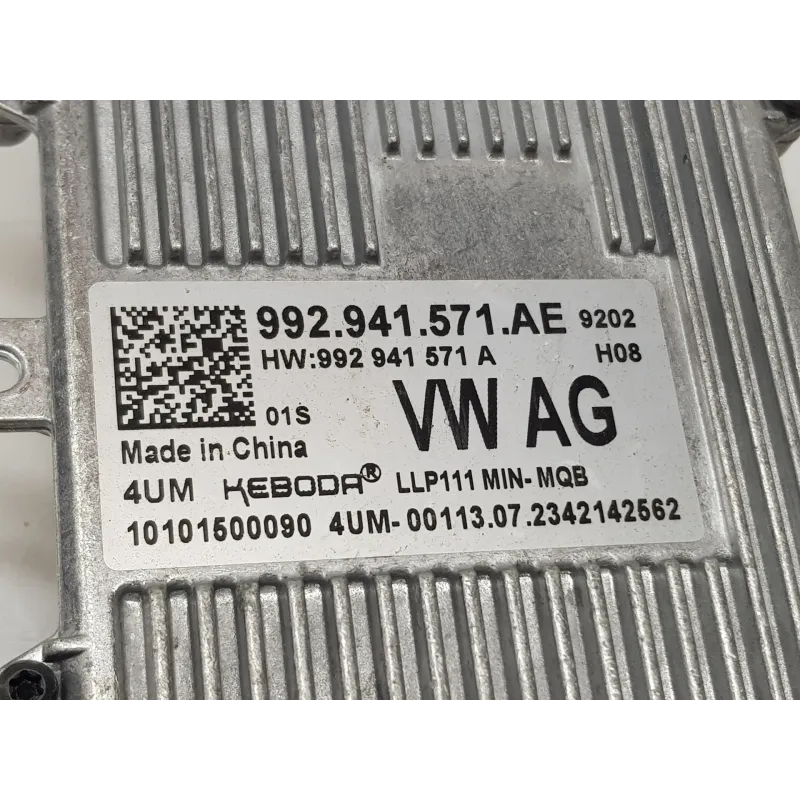 992.941.571.AE 9202
HW:992 941 571 A H08
01S VW AG
Made in China
4UM KEBODA® LLP111 MIN-MQB
10101500090 4UM-00113.07.2342142562